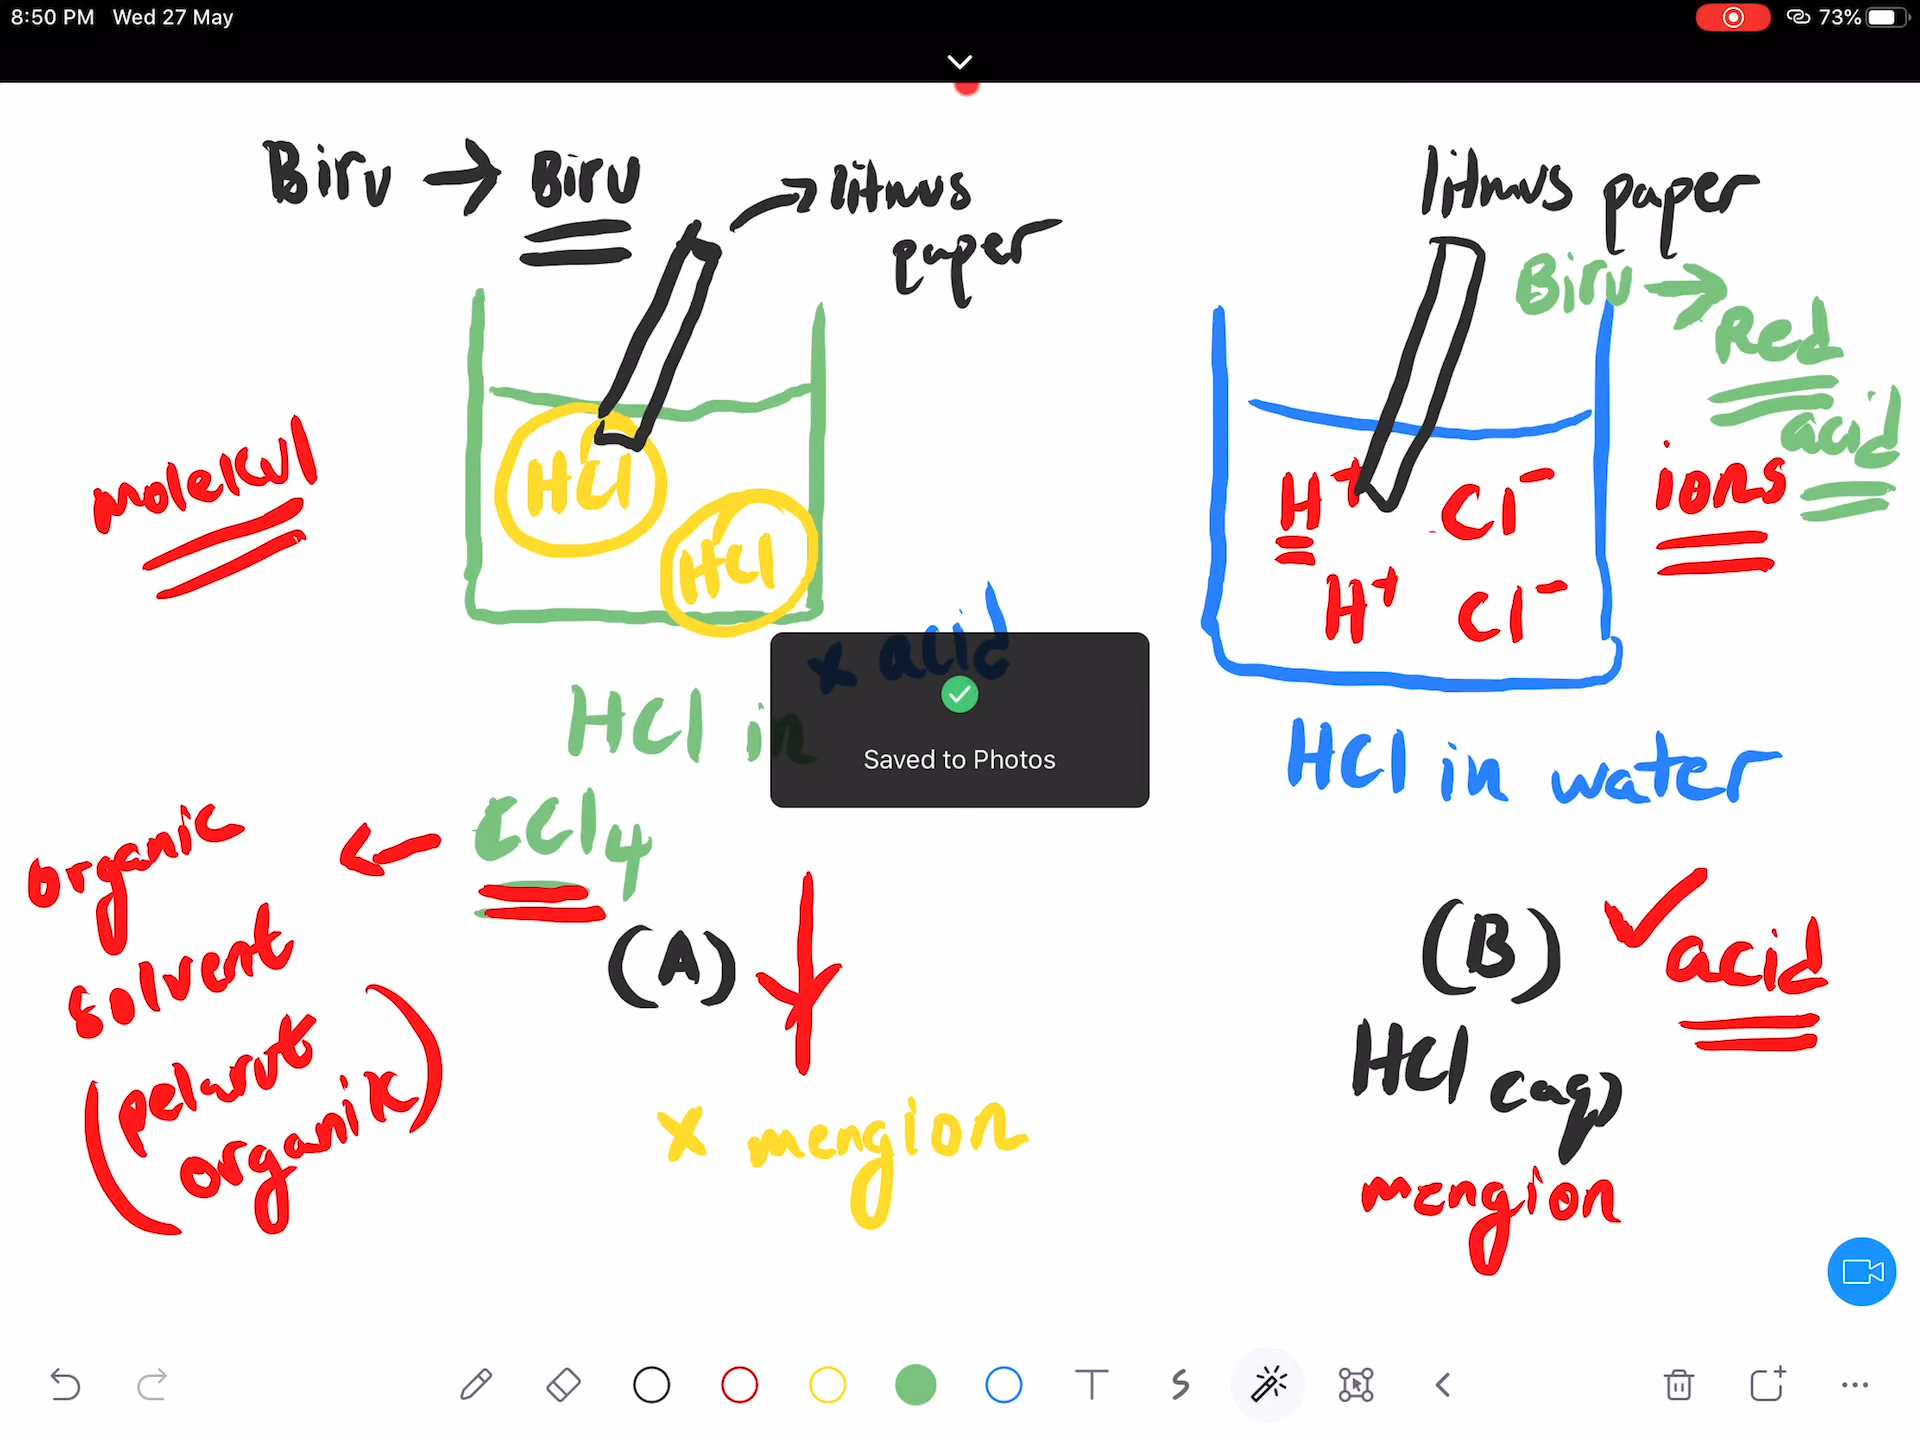 8:50 PM Wed 27 May
73%
Biru → Biru
→ litmus
paper
litmus paper
Biru →
Red
acid
molekul
HCl
HCl
H+ Cl-
H+ Cl-
ions
x acid
HCl in
CCl4
Saved to Photos
HCl in water
organic
solvent
(pelarut
organik)
(A)
x mengion
(B)
✓ acid
HCl (aq)
mengion
T